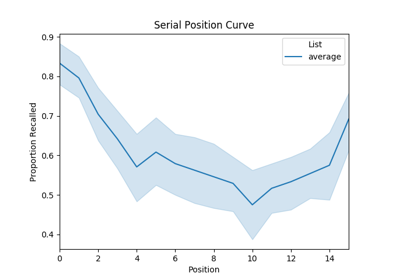 Serial Position Curve
List
average
Proportion Recalled
0.9
0.8
0.7
0.6
0.5
0.4
0 2 4 6 8 10 12 14
Position